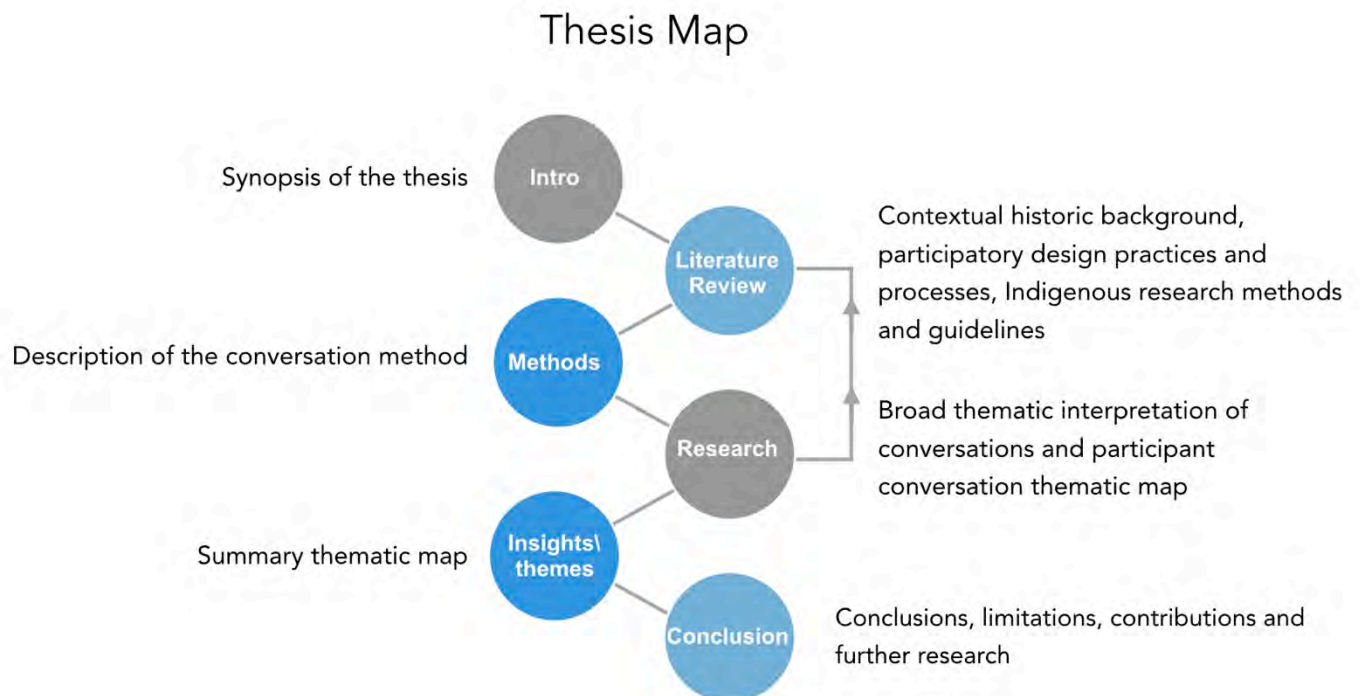 Thesis Map
Synopsis of the thesis
Intro
Literature
Review
Contextual historic background,
participatory design practices and
processes, Indigenous research methods
and guidelines
Description of the conversation method
Methods
Research
Broad thematic interpretation of
conversations and participant
conversation thematic map
Summary thematic map
Insights\
themes
Conclusion
Conclusions, limitations, contributions and
further research